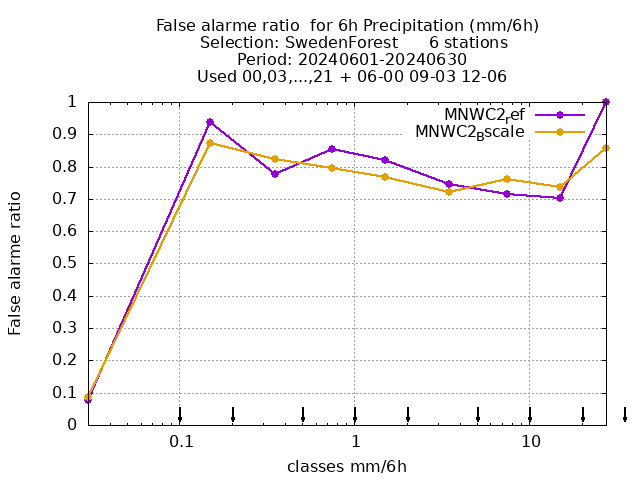 False alarme ratio  for 6h Precipitation (mm/6h)
Selection: SwedenForest      6 stations
Period: 20240601-20240630
Used 00,03,...,21 + 06-00 09-03 12-06
MNWC2ref
MNWC2Bscale
1
0.9
0.8
0.7
0.6
0.5
0.4
0.3
0.2
0.1
0
False alarme ratio
0.1 1 10
classes mm/6h